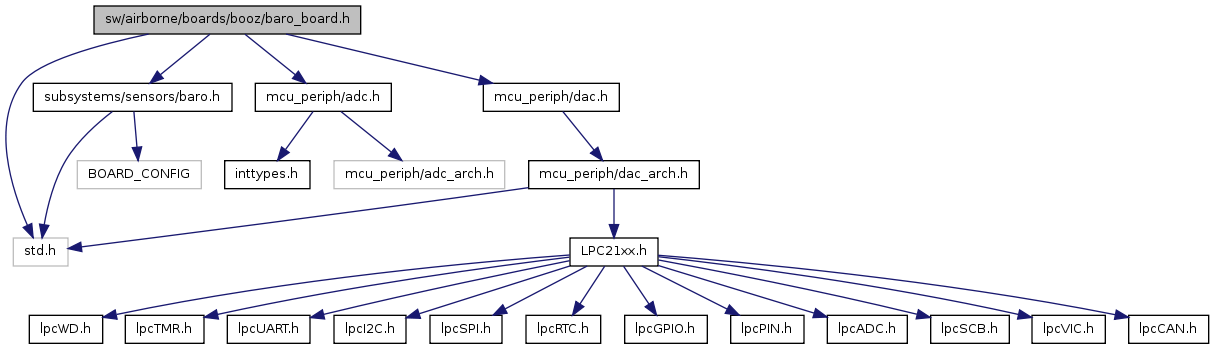 sw/airborne/boards/booz/baro_board.h
subsystems/sensors/baro.h
mcu_periph/adc.h
mcu_periph/dac.h
BOARD_CONFIG
inttypes.h
mcu_periph/adc_arch.h
mcu_periph/dac_arch.h
std.h
LPC21xx.h
lpcWD.h
lpcTMR.h
lpcUART.h
lpcI2C.h
lpcSPI.h
lpcRTC.h
lpcGPIO.h
lpcPIN.h
lpcADC.h
lpcSCB.h
lpcVIC.h
lpcCAN.h